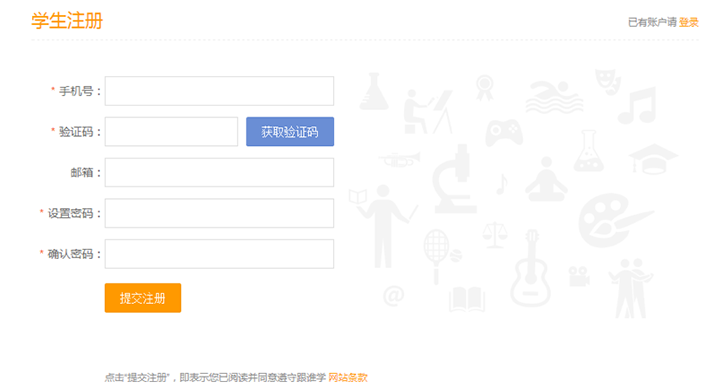 学生注册
已有账户请 登录
* 手机号：
* 验证码： 获取验证码
邮箱：
* 设置密码：
* 确认密码：
提交注册
点击“提交注册”，即表示您已阅读并同意遵守跟谁学 网站条款